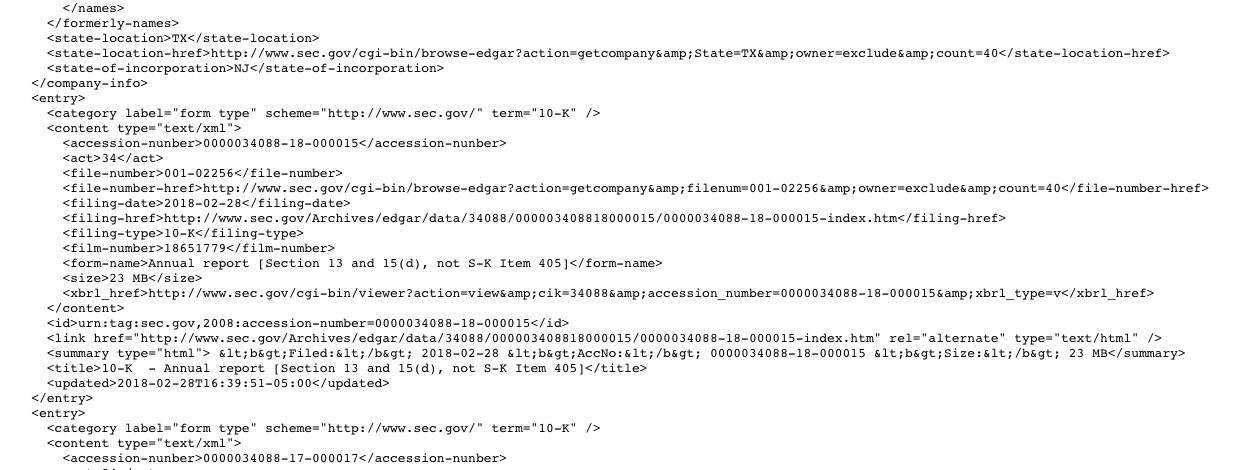 </names>
</formerly-names>
<state-location>TX</state-location>
<state-location-href>http://www.sec.gov/cgi-bin/browse-edgar?action=getcompany&amp;State=TX&amp;owner=exclude&amp;count=40</state-location-href>
<state-of-incorporation>NJ</state-of-incorporation>
</company-info>
<entry>
<category label="form type" scheme="http://www.sec.gov/" term="10-K" />
<content type="text/xml">
<accession-nunber>0000034088-18-000015</accession-nunber>
<act>34</act>
<file-number>001-02256</file-number>
<file-number-href>http://www.sec.gov/cgi-bin/browse-edgar?action=getcompany&amp;filenum=001-02256&amp;owner=exclude&amp;count=40</file-number-href>
<filing-date>2018-02-28</filing-date>
<filing-href>http://www.sec.gov/Archives/edgar/data/34088/000003408818000015/0000034088-18-000015-index.htm</filing-href>
<filing-type>10-K</filing-type>
<film-number>18651779</film-number>
<form-name>Annual report [Section 13 and 15(d), not S-K Item 405]</form-name>
<size>23 MB</size>
<xbrl_href>http://www.sec.gov/cgi-bin/viewer?action=view&amp;cik=34088&amp;accession_number=0000034088-18-000015&amp;xbrl_type=v</xbrl_href>
</content>
<id>urn:tag:sec.gov,2008:accession-number=0000034088-18-000015</id>
<link href="http://www.sec.gov/Archives/edgar/data/34088/000003408818000015/0000034088-18-000015-index.htm" rel="alternate" type="text/html" />
<summary type="html"> &lt;b&gt;Filed:&lt;/b&gt; 2018-02-28 &lt;b&gt;AccNo:&lt;/b&gt; 0000034088-18-000015 &lt;b&gt;Size:&lt;/b&gt; 23 MB</summary>
<title>10-K  - Annual report [Section 13 and 15(d), not S-K Item 405]</title>
<updated>2018-02-28T16:39:51-05:00</updated>
</entry>
<entry>
<category label="form type" scheme="http://www.sec.gov/" term="10-K" />
<content type="text/xml">
<accession-nunber>0000034088-17-000017</accession-nunber>